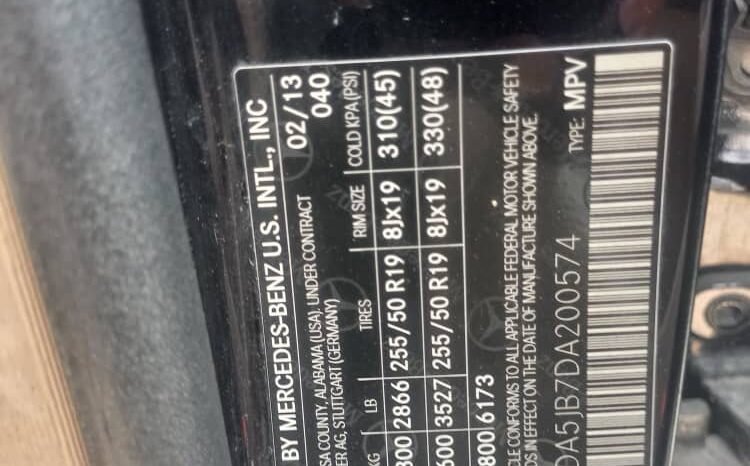 BY MERCEDES-BENZ U.S. INTL., INC
02/13
SA COUNTY, ALABAMA (USA). UNDER CONTRACT 040
ER AG, STUTTGART (GERMANY)
KG LB TIRES RIM SIZE COLD KPA (PSI)
300 2866 255/50 R19 8Jx19 310(45)
600 3527 255/50 R19 8Jx19 330(48)
800 6173
CLE CONFORMS TO ALL APPLICABLE FEDERAL MOTOR VEHICLE SAFETY
DS IN EFFECT ON THE DATE OF MANUFACTURE SHOWN ABOVE.
DA5JB7DA200574 TYPE: MPV